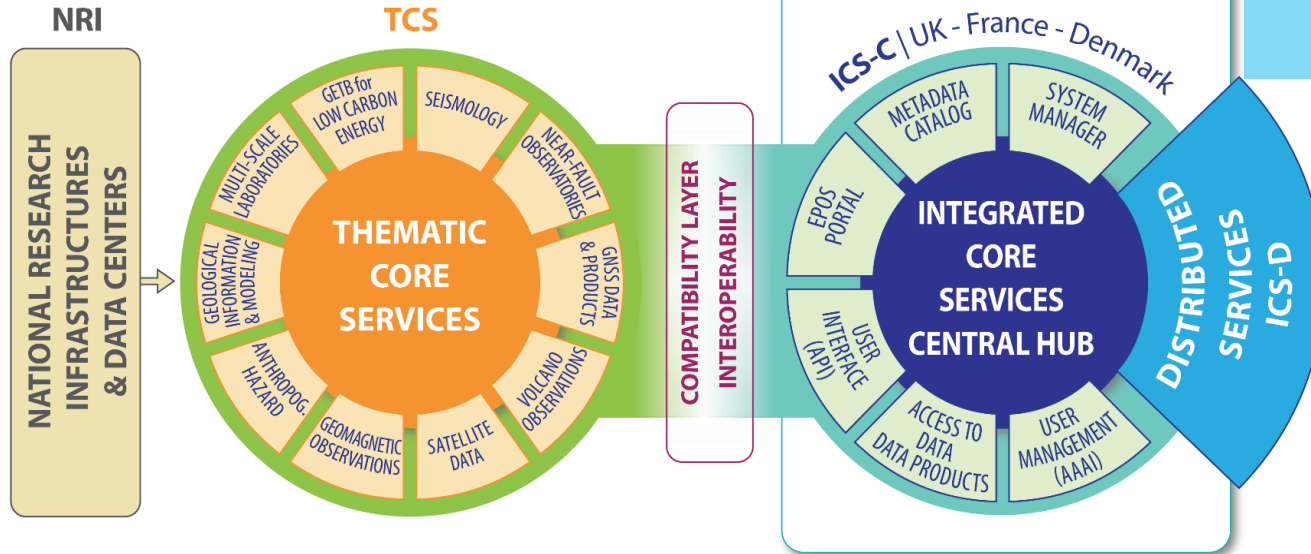 NRI
NATIONAL RESEARCH
INFRASTRUCTURES
& DATA CENTERS
TCS
THEMATIC
CORE
SERVICES
SEISMOLOGY
NEAR-FAULT
OBSERVATORIES
GNSS DATA
& PRODUCTS
VOLCANO
OBSERVATIONS
SATELLITE
DATA
GEOMAGNETIC
OBSERVATIONS
ANTHROPOG.
HAZARD
GEOLOGICAL
INFORMATION
& MODELING
MULTI-SCALE
LABORATORIES
GETB for
LOW CARBON
ENERGY
COMPATIBILITY LAYER
INTEROPERABILITY
ICS-C | UK - France - Denmark
INTEGRATED
CORE
SERVICES
CENTRAL HUB
METADATA
CATALOG
SYSTEM
MANAGER
EPOS
PORTAL
USER
INTERFACE
(API)
ACCESS TO
DATA
DATA PRODUCTS
USER
MANAGEMENT
(AAAI)
DISTRIBUTED
SERVICES
ICS-D